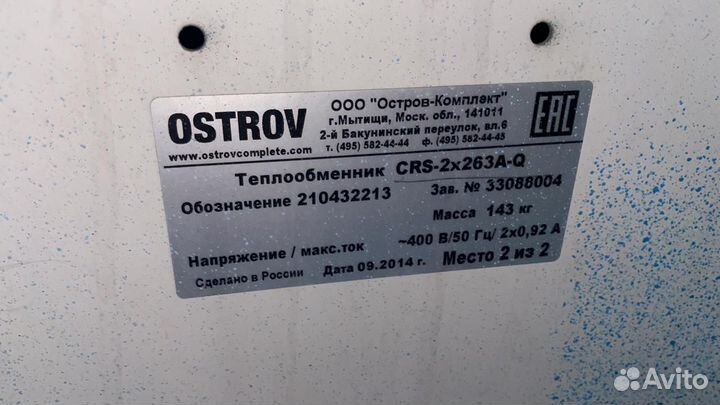 OSTROV
www.ostrovcomplete.com
ООО "Остров-Комплект"
г.Мытищи, Моск. обл., 141011
2-й Бакунинский переулок, вл.6
т. (495) 582-44-44 ф. (495) 582-44-45
EAC
Теплообменник CRS-2x263A-Q
Обозначение 210432213 Зав. № 33088004
Масса 143 кг
Напряжение / макс.ток ~400 В/50 Гц/ 2x0,92 А
Сделано в России Дата 09.2014 г. Место 2 из 2
Avito